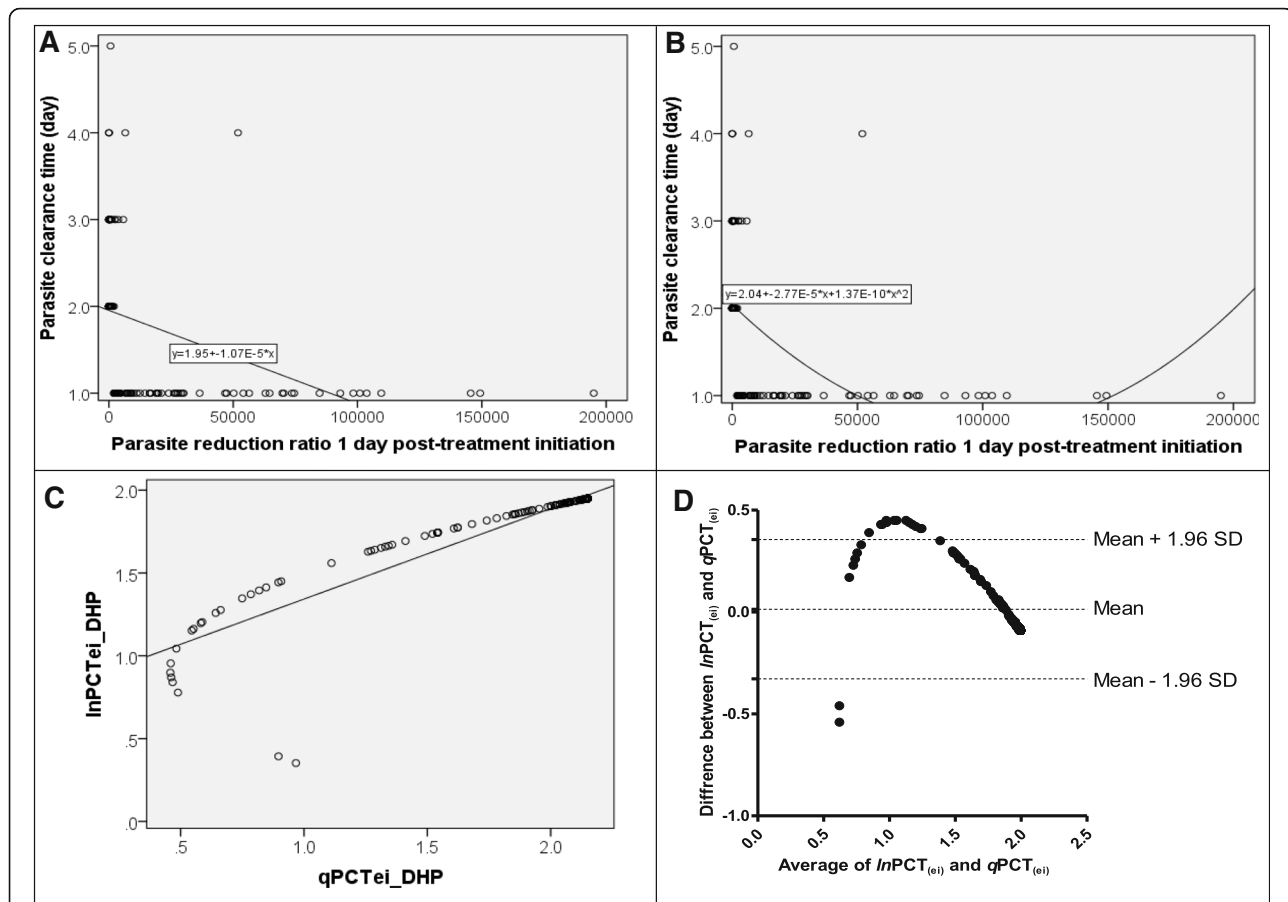 A
Parasite clearance time (day)
5.0
4.0
3.0
2.0
1.0
y=1.95+-1.07E-5*x
0 50000 100000 150000 200000
Parasite reduction ratio 1 day post-treatment initiation
B
Parasite clearance time (day)
5.0
4.0
3.0
2.0
1.0
y=2.04+-2.77E-5*x+1.37E-10*x^2
0 50000 100000 150000 200000
Parasite reduction ratio 1 day post-treatment initiation
C
lnPCTei_DHP
2.0
1.5
1.0
.5
.0
.5 1.0 1.5 2.0
qPCTei_DHP
D
Diffrence between lnPCT(ei) and qPCT(ei)
0.5
0.0
-0.5
-1.0
Mean + 1.96 SD
Mean
Mean - 1.96 SD
0.0 0.5 1.0 1.5 2.0 2.5
Average of lnPCT(ei) and qPCT(ei)